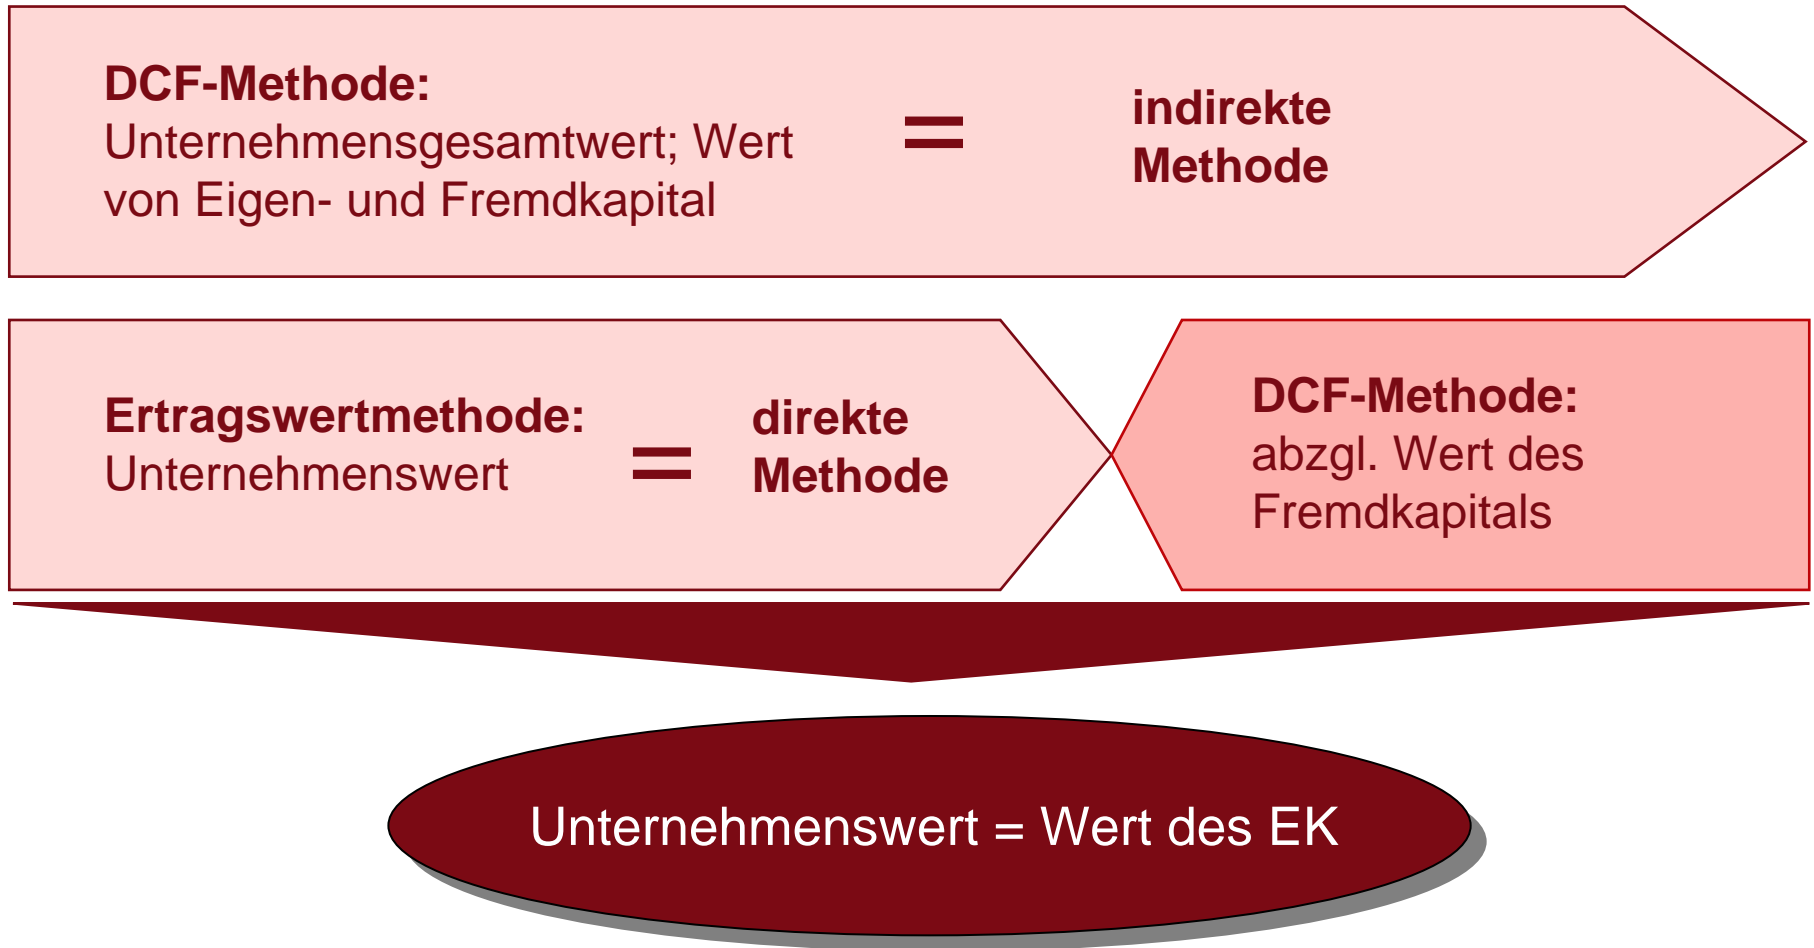 DCF-Methode:
Unternehmensgesamtwert; Wert
von Eigen- und Fremdkapital
=
indirekte
Methode
Ertragswertmethode:
Unternehmenswert
=
direkte
Methode
DCF-Methode:
abzgl. Wert des
Fremdkapitals
Unternehmenswert = Wert des EK